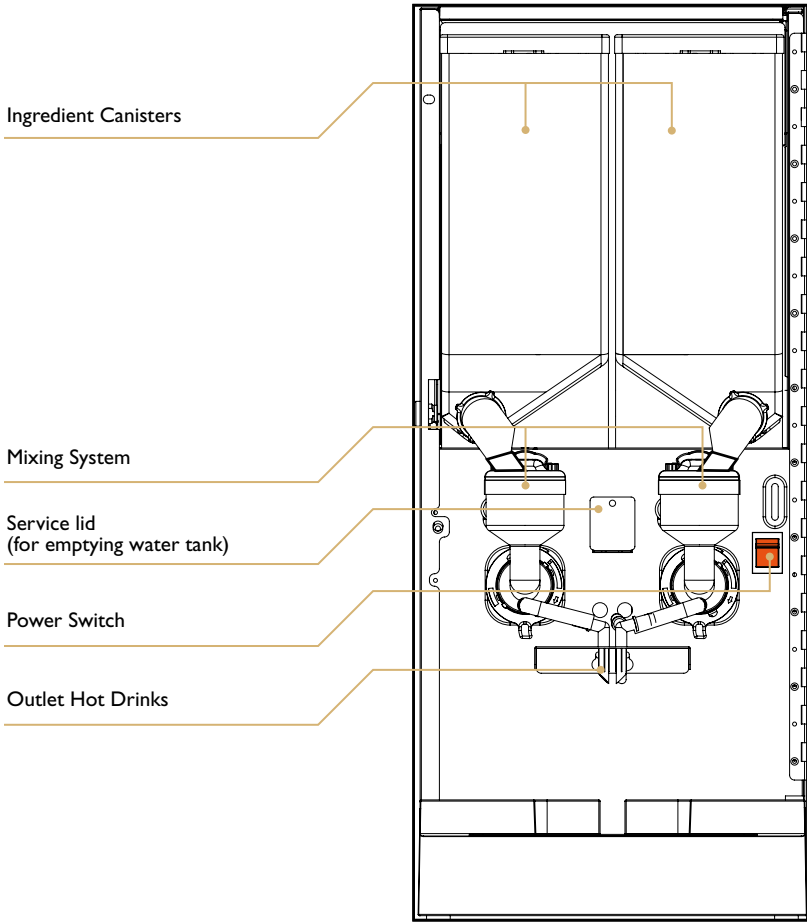 Ingredient Canisters
Mixing System
Service lid
(for emptying water tank)
Power Switch
Outlet Hot Drinks